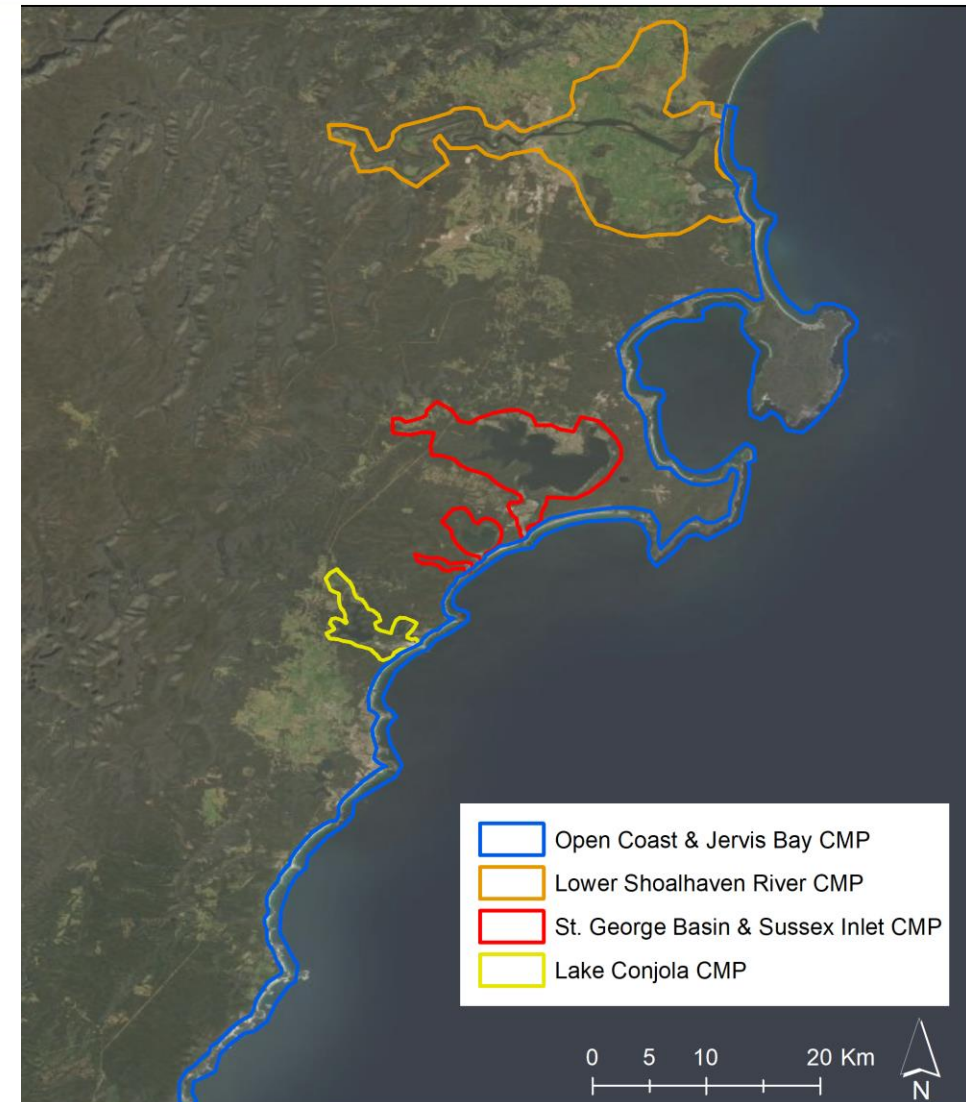 Open Coast & Jervis Bay CMP
Lower Shoalhaven River CMP
St. George Basin & Sussex Inlet CMP
Lake Conjola CMP
0 5 10 20 Km
N